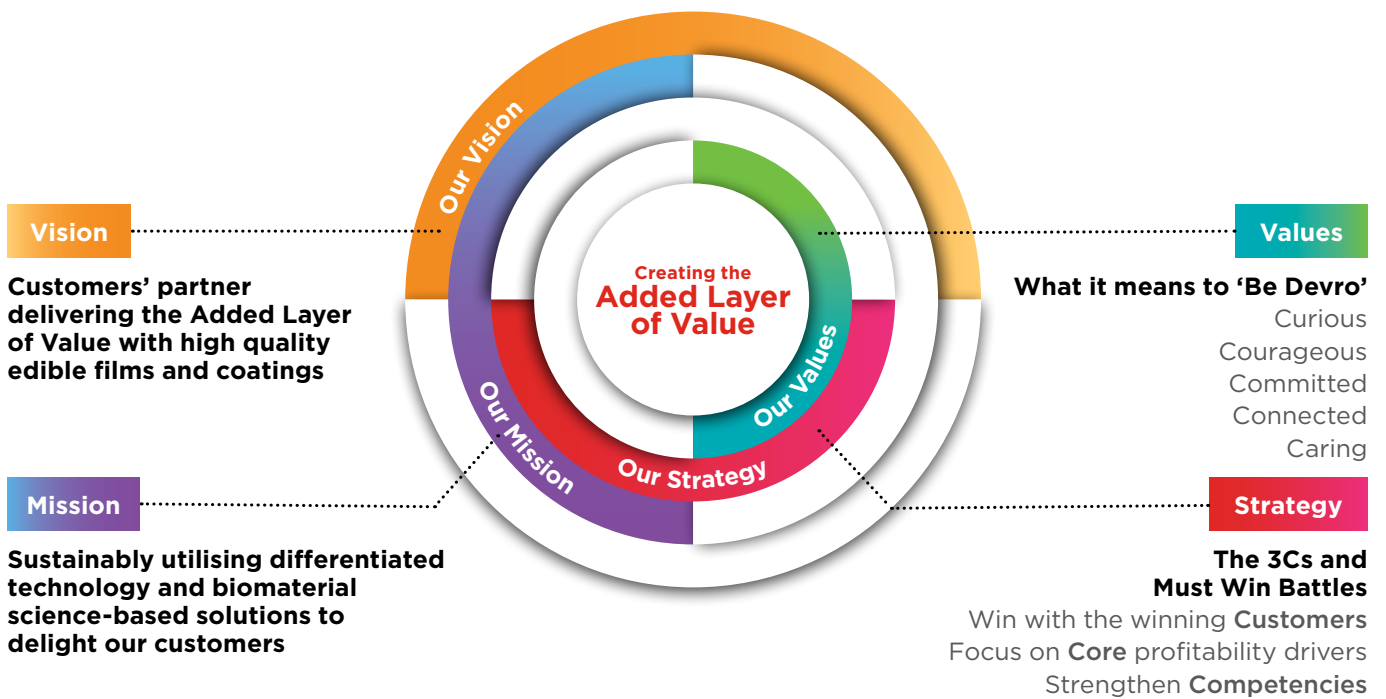 Our Vision
Our Mission
Our Strategy
Our Values
Creating the
Added Layer
of Value
Vision
Customers’ partner
delivering the Added Layer
of Value with high quality
edible films and coatings
Mission
Sustainably utilising differentiated
technology and biomaterial
science-based solutions to
delight our customers
Values
What it means to ‘Be Devro’
Curious
Courageous
Committed
Connected
Caring
Strategy
The 3Cs and
Must Win Battles
Win with the winning Customers
Focus on Core profitability drivers
Strengthen Competencies